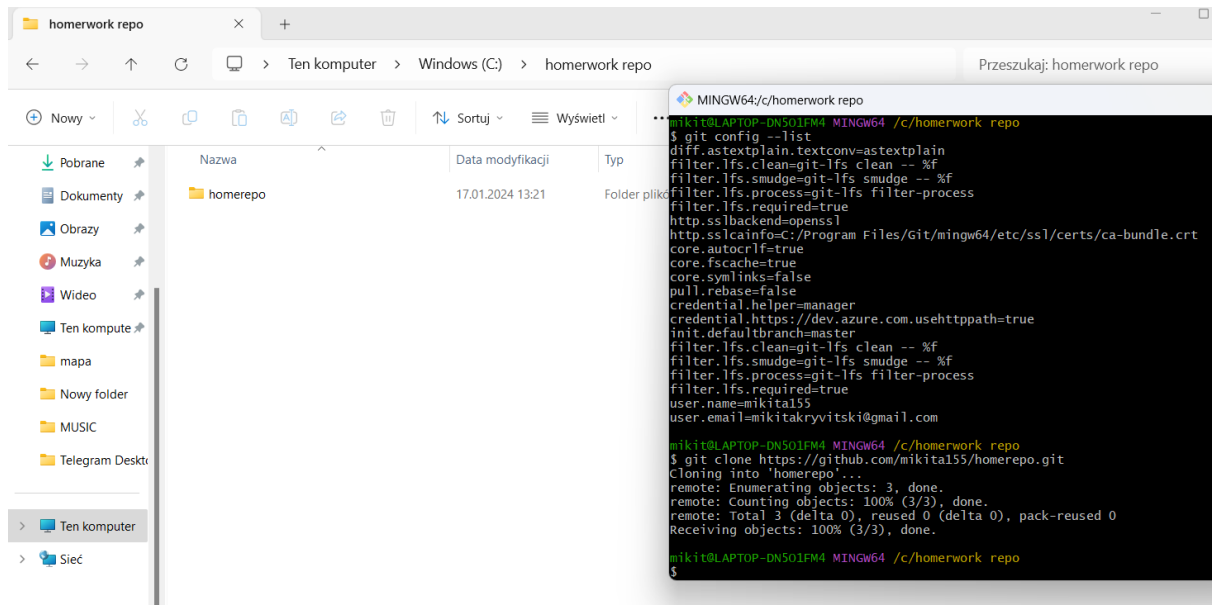 homerwork repo
Ten komputer > Windows (C:) > homerwork repo
Przeszukaj: homerwork repo
Nowy
Sortuj
Wyświetl
Pobrane
Dokumenty
Obrazy
Muzyka
Wideo
Ten kompute
mapa
Nowy folder
MUSIC
Telegram Deskto
Ten komputer
Sieć
Nazwa
Data modyfikacji
Typ
homerepo
17.01.2024 13:21
Folder plikó
MINGW64:/c/homerwork repo
mikit@LAPTOP-DN5O1FM4 MINGW64 /c/homerwork repo
$ git config --list
diff.astextplain.textconv=astextplain
filter.lfs.clean=git-lfs clean -- %f
filter.lfs.smudge=git-lfs smudge -- %f
filter.lfs.process=git-lfs filter-process
filter.lfs.required=true
http.sslbackend=openssl
http.sslcainfo=C:/Program Files/Git/mingw64/etc/ssl/certs/ca-bundle.crt
core.autocrlf=true
core.fscache=true
core.symlinks=false
pull.rebase=false
credential.helper=manager
credential.https://dev.azure.com.usehttppath=true
init.defaultbranch=master
filter.lfs.clean=git-lfs clean -- %f
filter.lfs.smudge=git-lfs smudge -- %f
filter.lfs.process=git-lfs filter-process
filter.lfs.required=true
user.name=mikita155
user.email=mikitakryvitski@gmail.com
mikit@LAPTOP-DN5O1FM4 MINGW64 /c/homerwork repo
$ git clone https://github.com/mikita155/homerepo.git
Cloning into 'homerepo'...
remote: Enumerating objects: 3, done.
remote: Counting objects: 100% (3/3), done.
remote: Total 3 (delta 0), reused 0 (delta 0), pack-reused 0
Receiving objects: 100% (3/3), done.
mikit@LAPTOP-DN5O1FM4 MINGW64 /c/homerwork repo
$